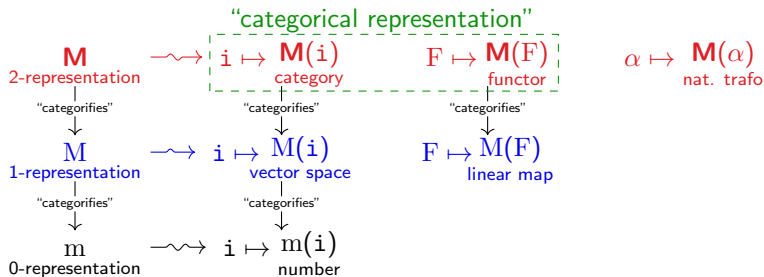 “categorical representation”
M i ↦ M(i) F ↦ M(F) α ↦ M(α)
2-representation category functor nat. trafo
“categorifies” “categorifies” “categorifies”
M i ↦ M(i) F ↦ M(F)
1-representation vector space linear map
“categorifies” “categorifies”
m i ↦ m(i)
0-representation number